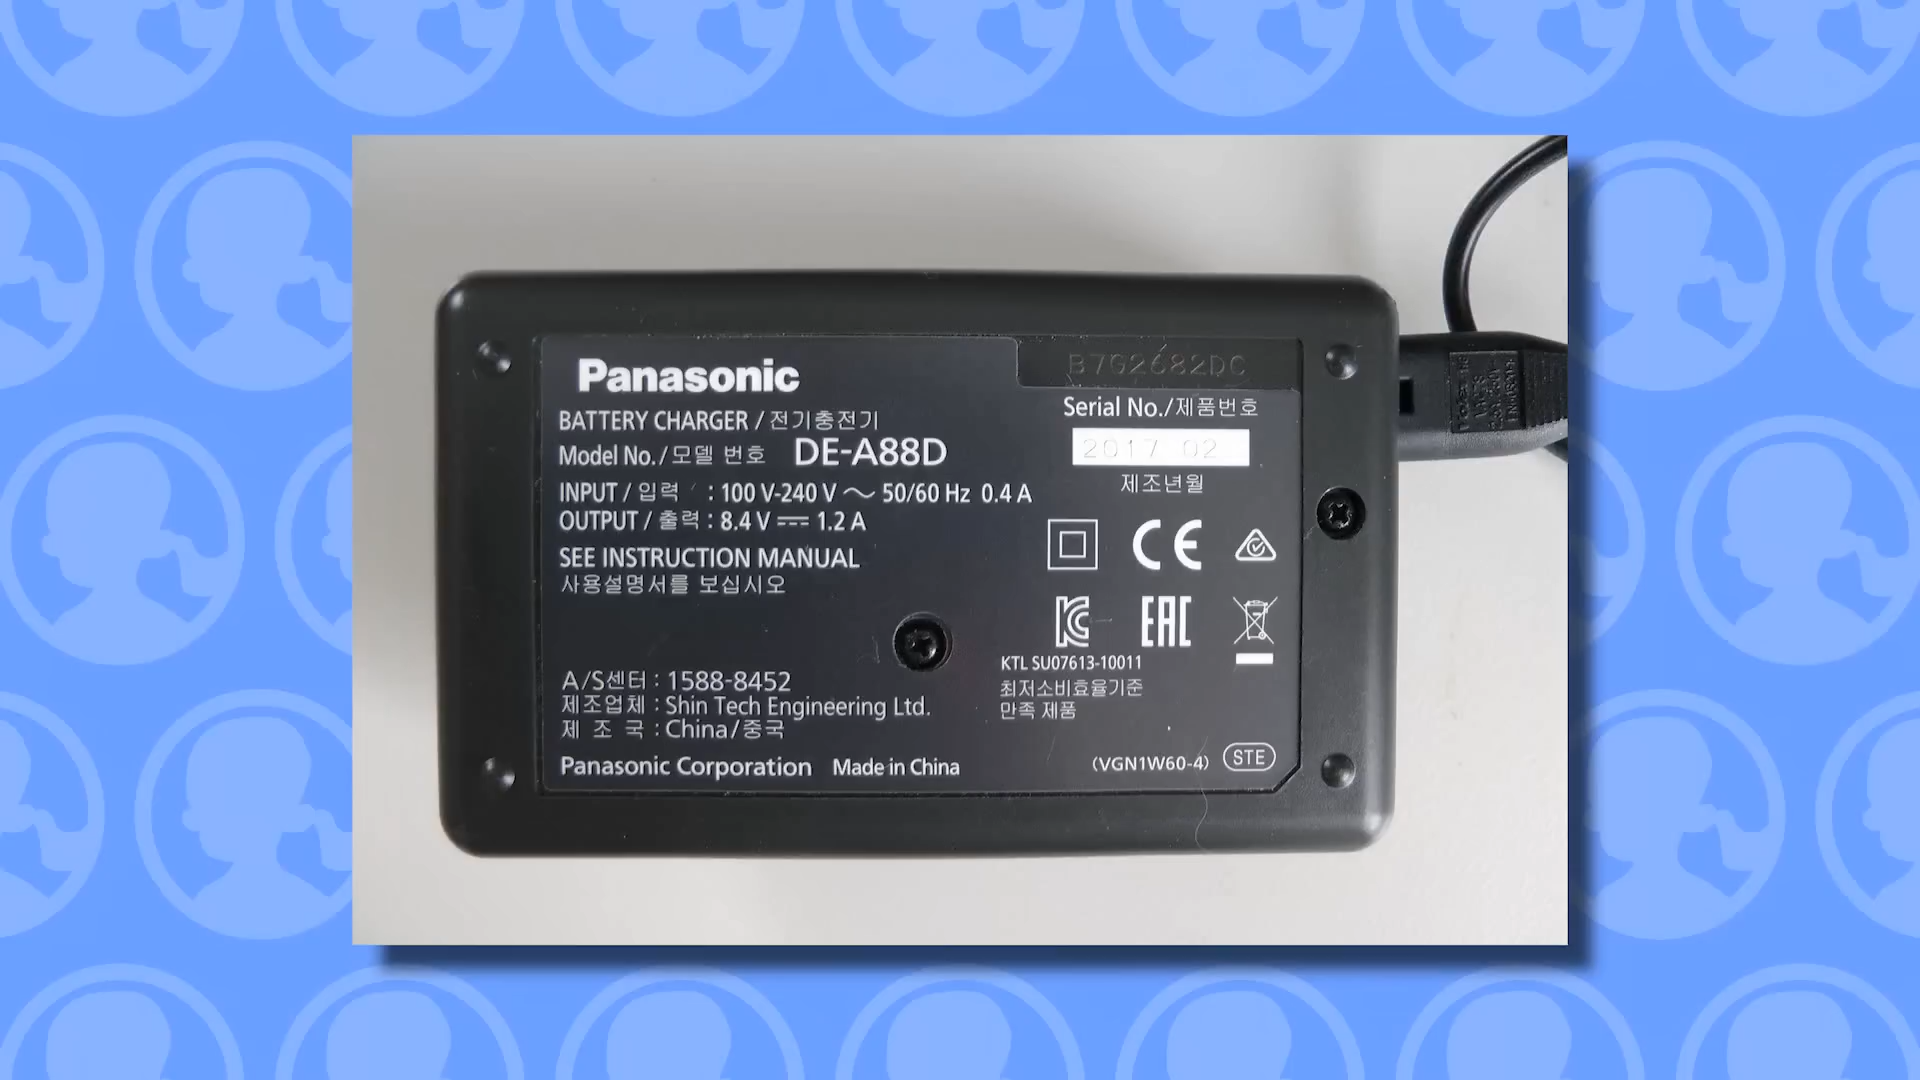 Panasonic
BATTERY CHARGER / 전기충전기
Model No./모델 번호 DE-A88D
INPUT / 입력 : 100 V-240 V ～ 50/60 Hz 0.4 A
OUTPUT / 출력 : 8.4 V ⎓ 1.2 A
SEE INSTRUCTION MANUAL
사용설명서를 보십시오
A/S센터 : 1588-8452
제조업체 : Shin Tech Engineering Ltd.
제 조 국 : China/중국
Panasonic Corporation Made in China
B7G2682DC
Serial No./제품번호
2017 02
제조년월
CE
KC
EAC
KTL SU07613-10011
최저소비효율기준
만족 제품
(VGN1W60-4) STE